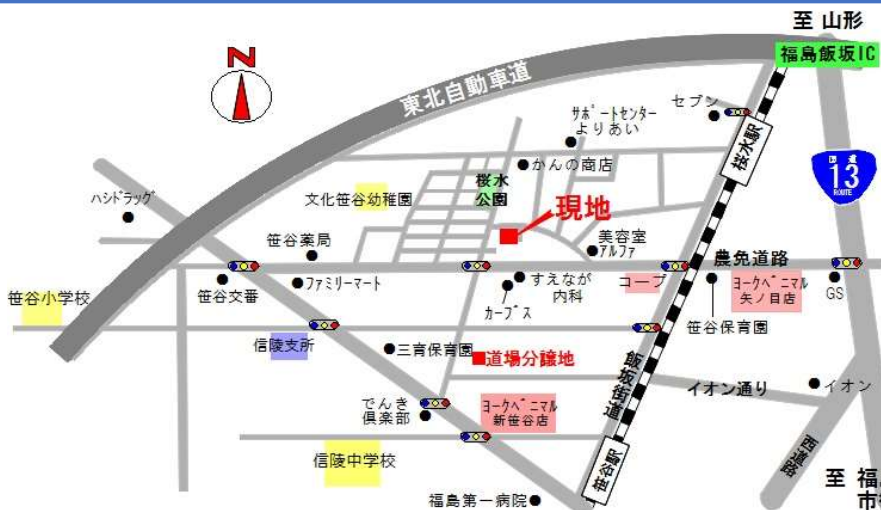 至 山形
福島飯坂IC
N
東北自動車道
サポートセンター
よりあい
セブン
桜水駅
国道
13
ROUTE
かんの商店
桜水
公園
文化笹谷幼稚園
ハシドラッグ
現地
笹谷薬局
美容室
アルファ
農免道路
笹谷交番
ファミリーマート
すえなが
内科
カーブス
コープ
ヨークベニマル
矢ノ目店
GS
笹谷小学校
笹谷保育園
信陵支所
三育保育園
道場分譲地
飯坂街道
イオン通り
イオン
でんき
倶楽部
ヨークベニマル
新笹谷店
西道路
信陵中学校
笹谷駅
至 福
福島第一病院